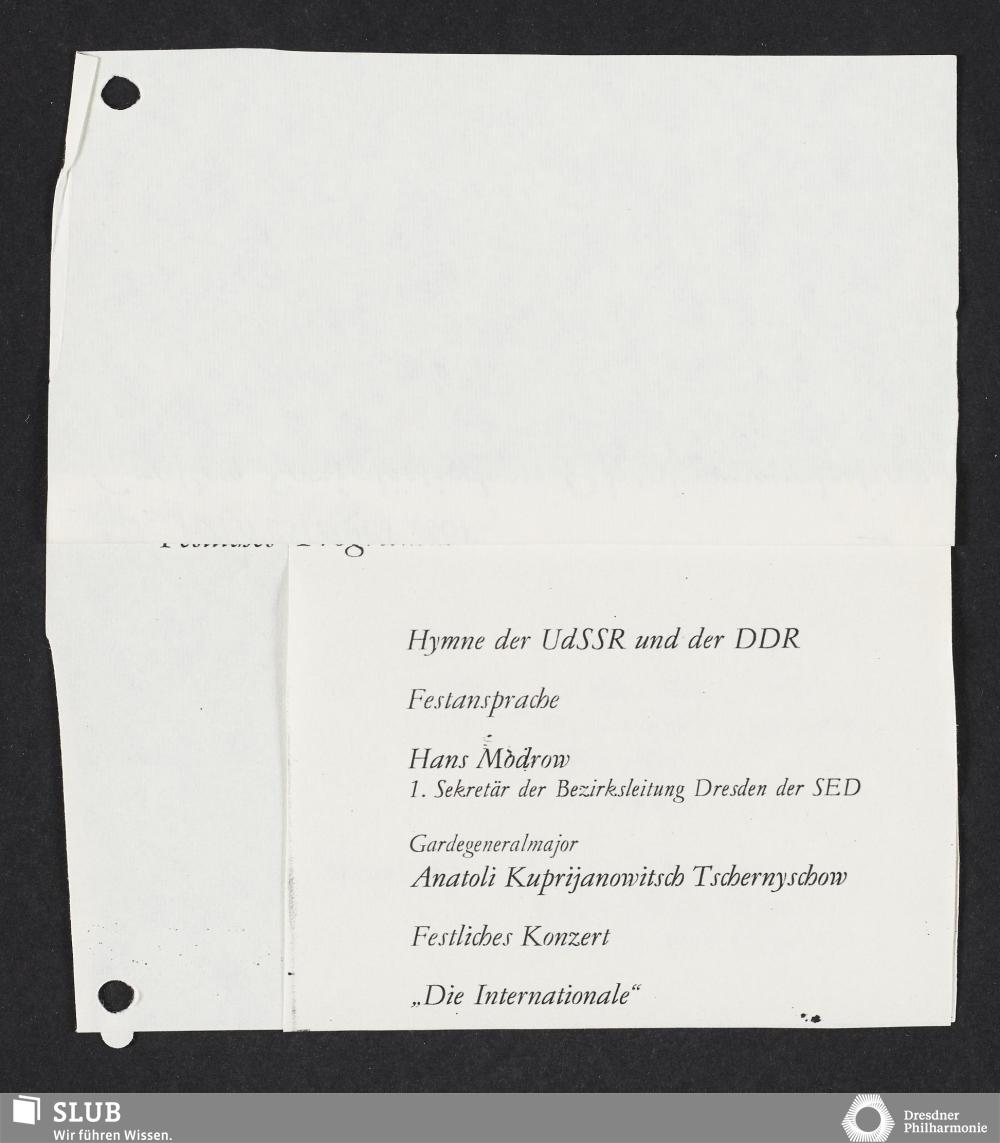 Hymne der UdSSR und der DDR
Festansprache
Hans Modrow
1. Sekretär der Bezirksleitung Dresden der SED
Gardegeneralmajor
Anatoli Kuprijanowitsch Tschernyschow
Festliches Konzert
„Die Internationale“
SLUB
Wir führen Wissen.
Dresdner
Philharmonie